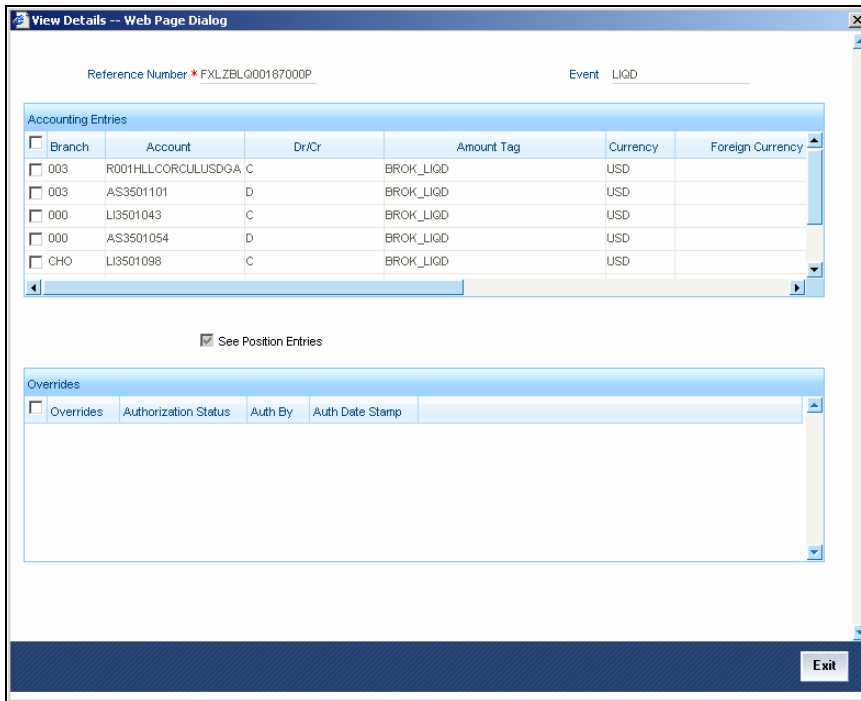 View Details -- Web Page Dialog
Reference Number * FXLZBLQ00187000P Event LIQD
Accounting Entries
Branch Account Dr/Cr Amount Tag Currency Foreign Currency
003 R001HLLCORCULUSDGA C BROK_LIQD USD
003 AS3501101 D BROK_LIQD USD
000 LI3501043 C BROK_LIQD USD
000 AS3501054 D BROK_LIQD USD
CHO LI3501098 C BROK_LIQD USD
See Position Entries
Overrides
Overrides Authorization Status Auth By Auth Date Stamp
Exit